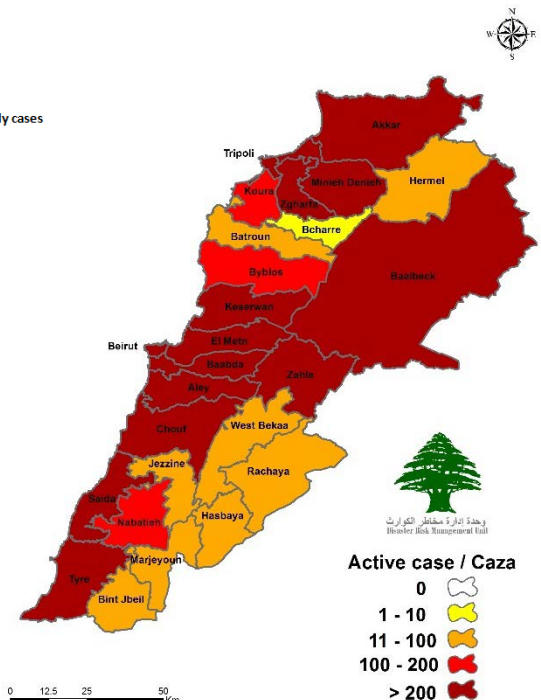 N
W E
S
ly cases
Akkar
Tripoli
Minieh Denieh
Hermel
Koura
Zgharta
Bcharre
Batroun
Baalbeck
Byblos
Keserwan
El Metn
Beirut
Baabda
Zahle
Aley
Chouf
West Bekaa
Jezzine
Rachaya
Saida
Hasbaya
Nabatieh
Marjeyoun
Tyre
Bint Jbeil
وحدة إدارة مخاطر الكوارث
Disaster Risk Management Unit
Active case / Caza
0
1 - 10
11 - 100
100 - 200
> 200
0 12.5 25 50
Km